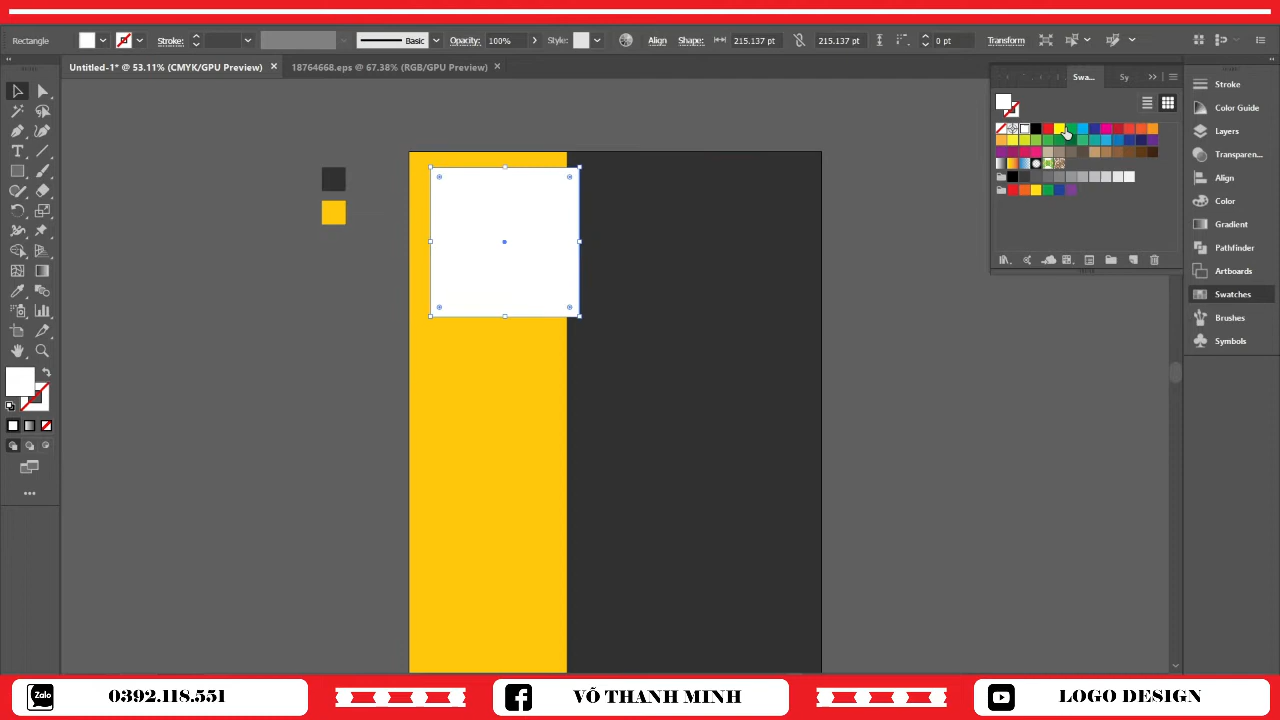 Rectangle
Stroke:
Basic
Opacity:
100%
Style:
Align
Shape:
215.137 pt
215.137 pt
0 pt
Transform
Untitled-1* @ 53.11% (CMYK/GPU Preview)
18764668.eps @ 67.38% (RGB/GPU Preview)
Swa...
Sy
Stroke
Color Guide
Layers
Transparen...
Align
Color
Gradient
Pathfinder
Artboards
Swatches
Brushes
Symbols
Zalo
0392.118.551
VÕ THANH MINH
LOGO DESIGN